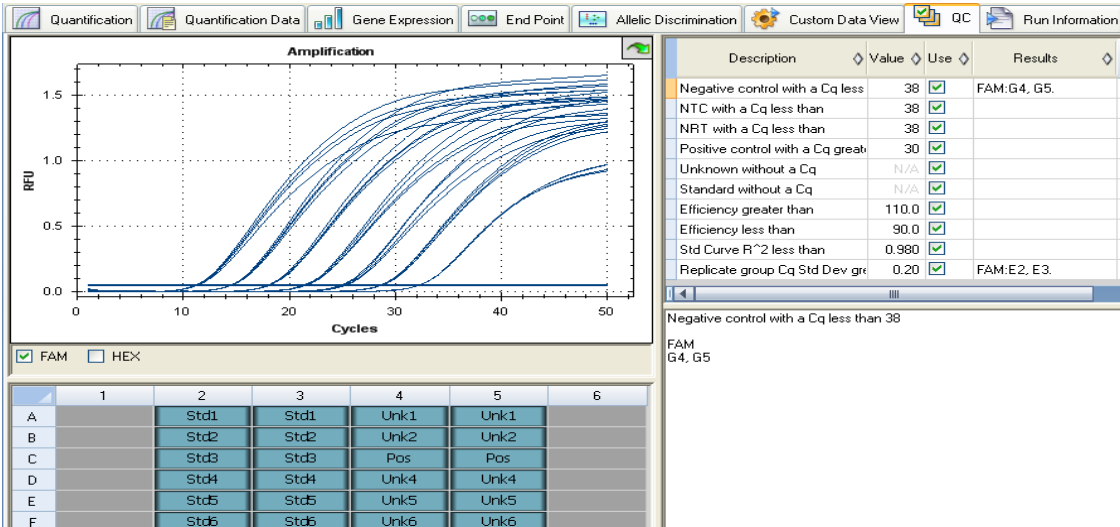 Quantification Quantification Data Gene Expression End Point Allelic Discrimination Custom Data View QC Run Information
Amplification
RFU
1.5
1.0
0.5
0.0
0 10 20 30 40 50
Cycles
FAM HEX
1 2 3 4 5 6
A Std1 Std1 Unk1 Unk1
B Std2 Std2 Unk2 Unk2
C Std3 Std3 Pos Pos
D Std4 Std4 Unk4 Unk4
E Std5 Std5 Unk5 Unk5
F Std6 Std6 Unk6 Unk6
Description Value Use Results
Negative control with a Cq less 38 FAM:G4, G5.
NTC with a Cq less than 38
NRT with a Cq less than 38
Positive control with a Cq greate 30
Unknown without a Cq N/A
Standard without a Cq N/A
Efficiency greater than 110.0
Efficiency less than 90.0
Std Curve R^2 less than 0.980
Replicate group Cq Std Dev gre 0.20 FAM:E2, E3.
Negative control with a Cq less than 38
FAM
G4, G5